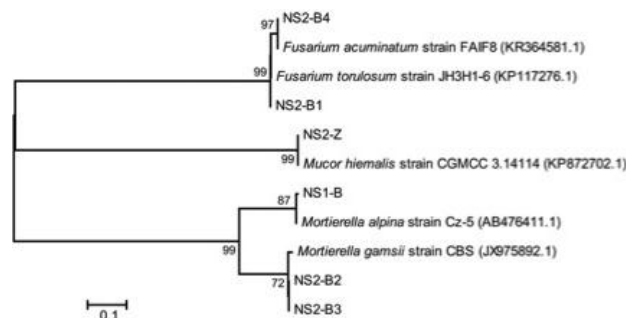 NS2-B4
97
Fusarium acuminatum strain FAIF8 (KR364581.1)
99
Fusarium torulosum strain JH3H1-6 (KP117276.1)
NS2-B1
NS2-Z
99
Mucor hiemalis strain CGMCC 3.14114 (KP872702.1)
NS1-B
87
Mortierella alpina strain Cz-5 (AB476411.1)
99
Mortierella gamsii strain CBS (JX975892.1)
72
NS2-B2
NS2-B3
0.1